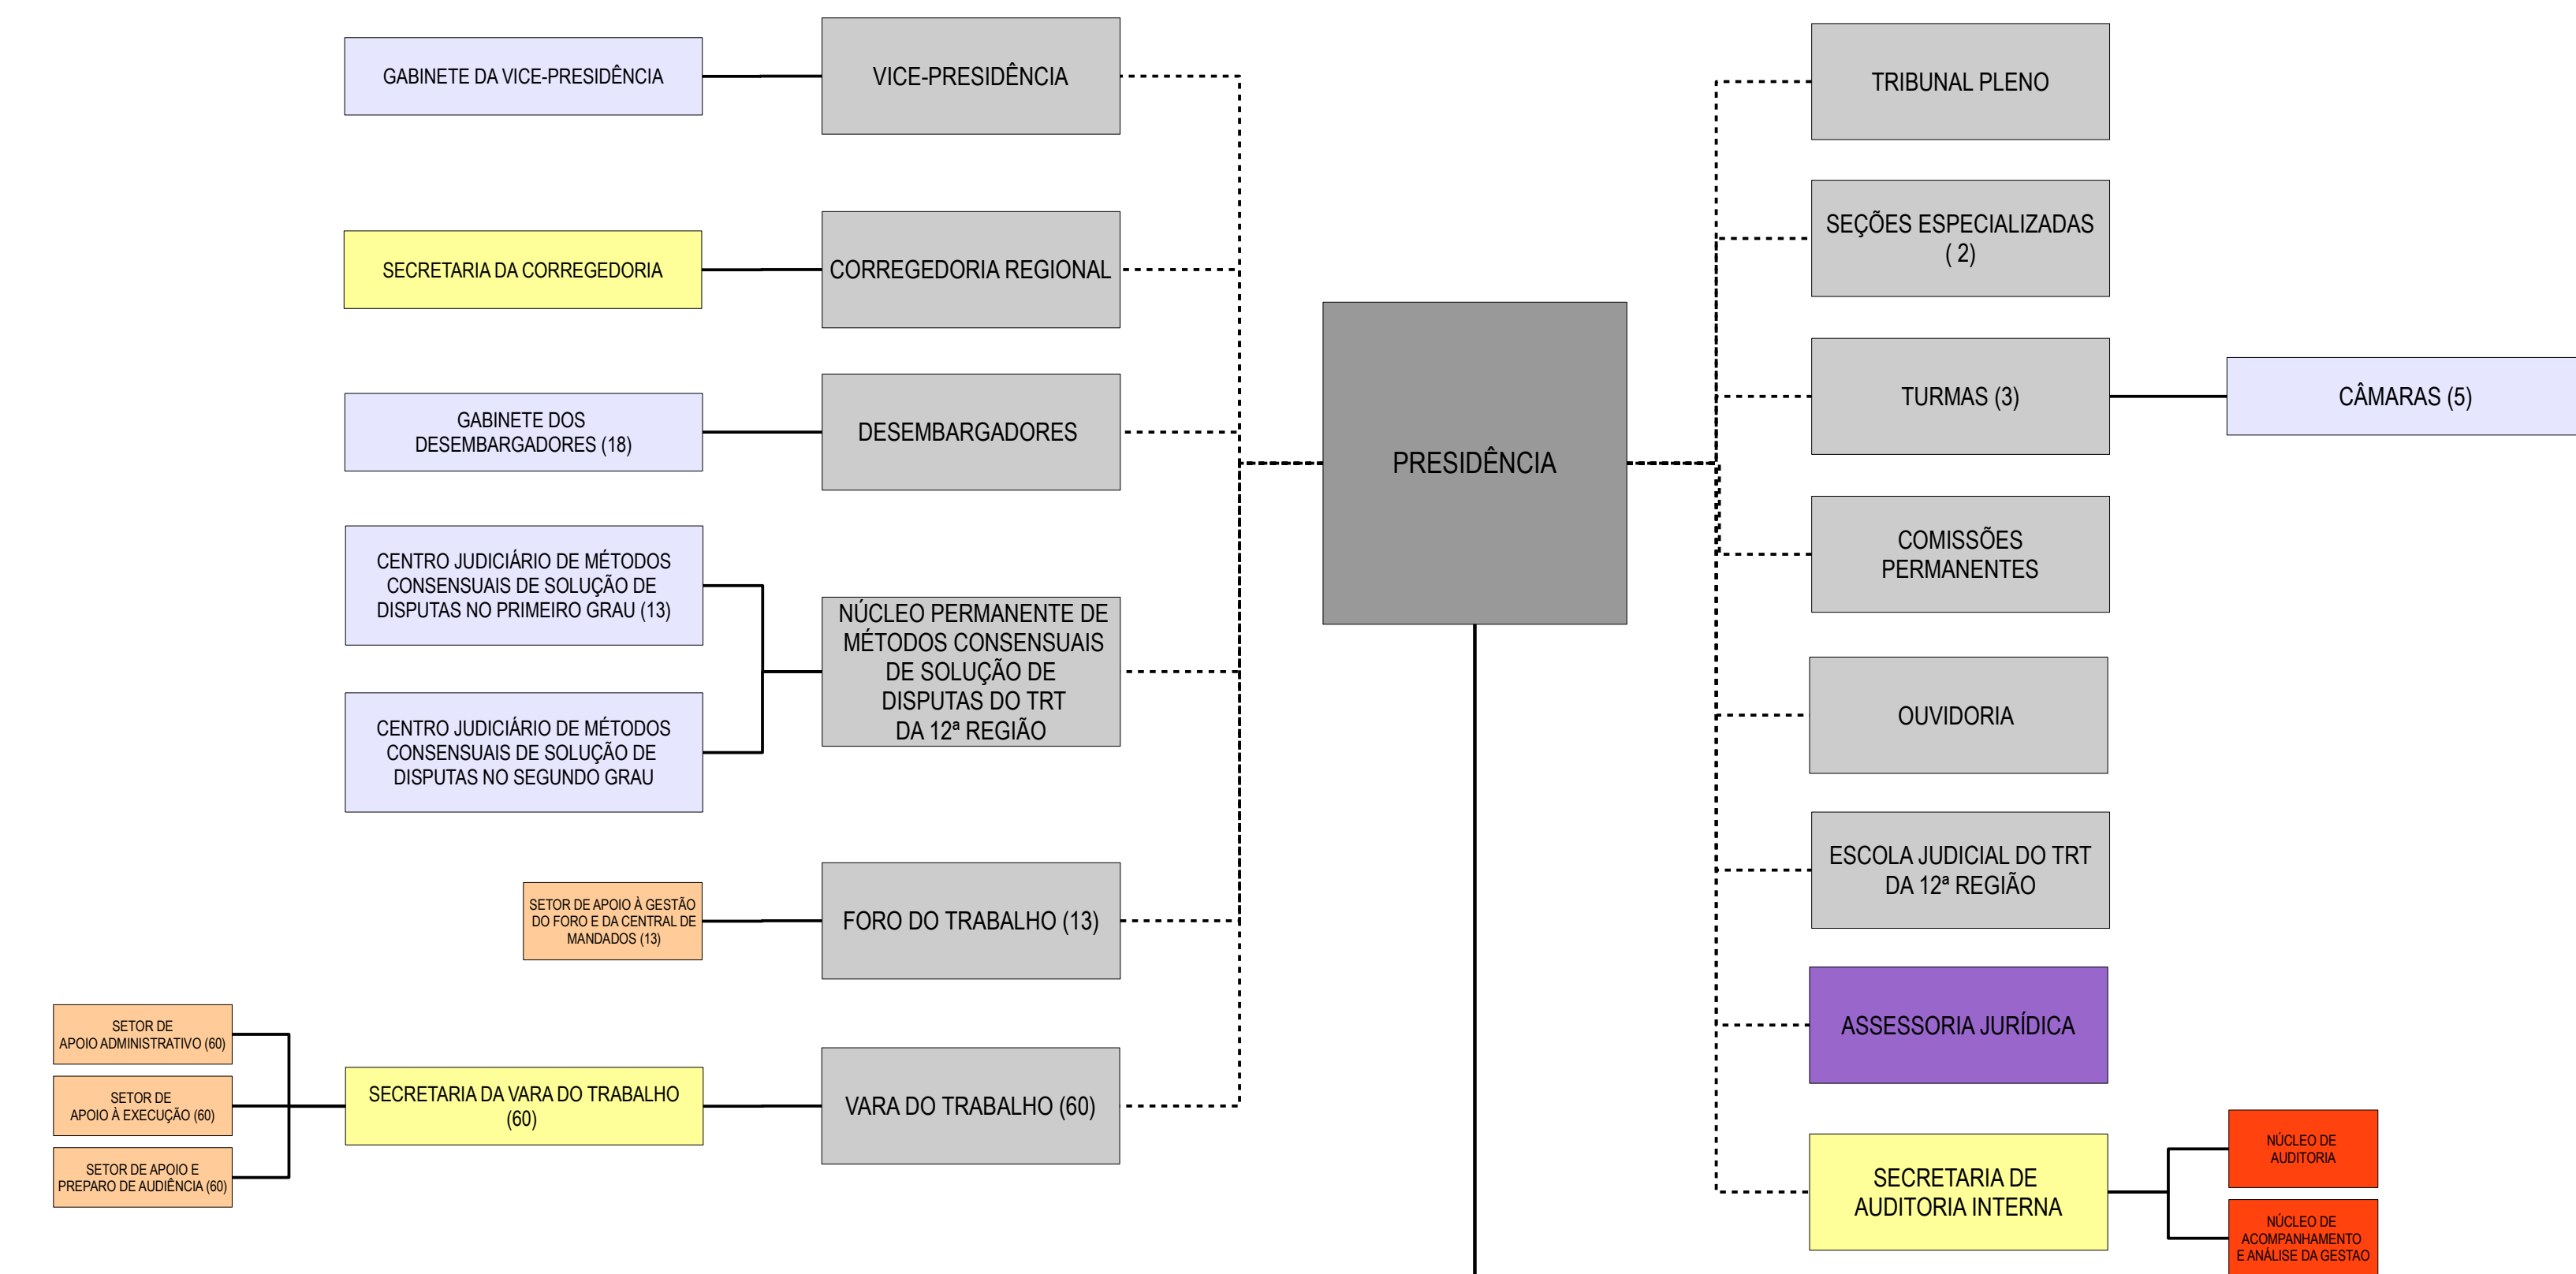 GABINETE DA VICE-PRESIDÊNCIA
VICE-PRESIDÊNCIA
SECRETARIA DA CORREGEDORIA
CORREGEDORIA REGIONAL
GABINETE DOS
DESEMBARGADORES (18)
DESEMBARGADORES
CENTRO JUDICIÁRIO DE MÉTODOS
CONSENSUAIS DE SOLUÇÃO DE
DISPUTAS NO PRIMEIRO GRAU (13)
CENTRO JUDICIÁRIO DE MÉTODOS
CONSENSUAIS DE SOLUÇÃO DE
DISPUTAS NO SEGUNDO GRAU
NÚCLEO PERMANENTE DE
MÉTODOS CONSENSUAIS
DE SOLUÇÃO DE
DISPUTAS DO TRT
DA 12ª REGIÃO
SETOR DE APOIO À GESTÃO
DO FORO E DA CENTRAL DE
MANDADOS (13)
FORO DO TRABALHO (13)
SETOR DE
APOIO ADMINISTRATIVO (60)
SETOR DE
APOIO À EXECUÇÃO (60)
SETOR DE APOIO E
PREPARO DE AUDIÊNCIA (60)
SECRETARIA DA VARA DO TRABALHO
(60)
VARA DO TRABALHO (60)
PRESIDÊNCIA
TRIBUNAL PLENO
SEÇÕES ESPECIALIZADAS
( 2)
TURMAS (3)
CÂMARAS (5)
COMISSÕES
PERMANENTES
OUVIDORIA
ESCOLA JUDICIAL DO TRT
DA 12ª REGIÃO
ASSESSORIA JURÍDICA
SECRETARIA DE
AUDITORIA INTERNA
NÚCLEO DE
AUDITORIA
NÚCLEO DE
ACOMPANHAMENTO
E ANÁLISE DA GESTAO